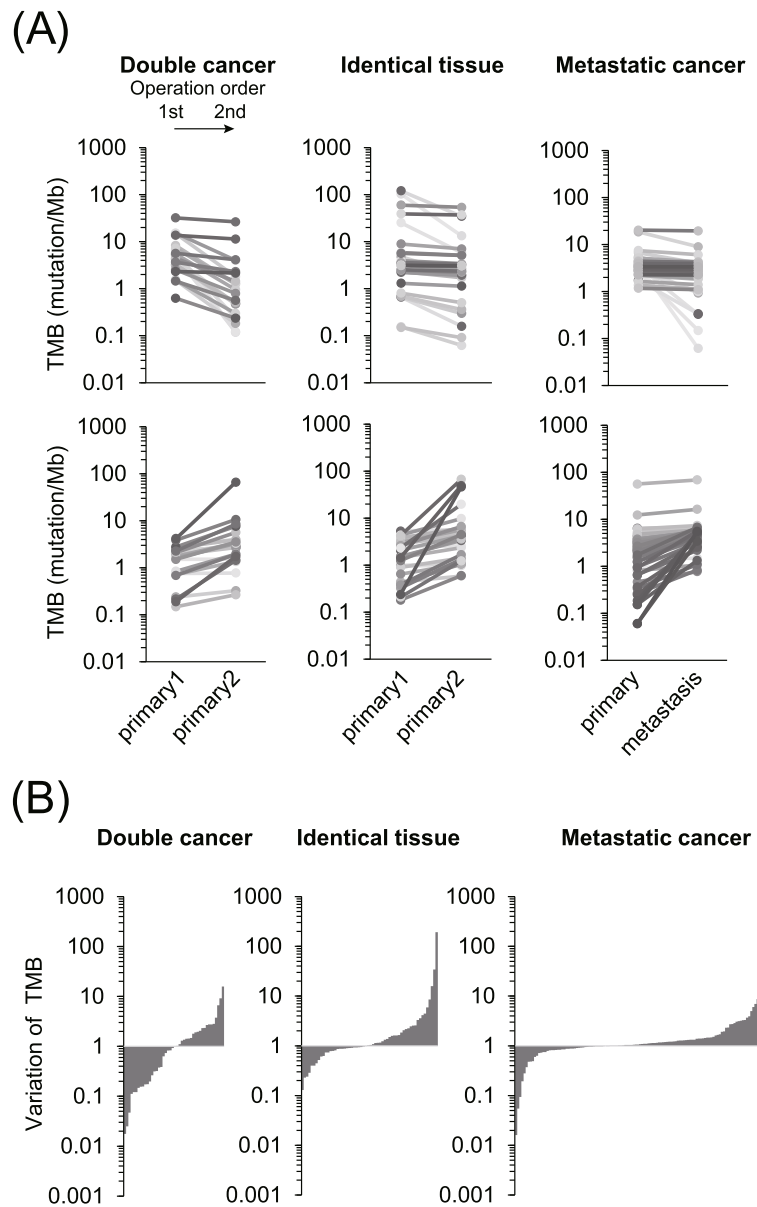 (A)
Double cancer
Identical tissue
Metastatic cancer
Operation order
1st
2nd
TMB (mutation/Mb)
1000
100
10
1
0.1
0.01
1000
100
10
1
0.1
0.01
1000
100
10
1
0.1
0.01
TMB (mutation/Mb)
1000
100
10
1
0.1
0.01
primary1
primary2
1000
100
10
1
0.1
0.01
primary1
primary2
1000
100
10
1
0.1
0.01
primary
metastasis
(B)
Double cancer
Identical tissue
Metastatic cancer
Variation of TMB
1000
100
10
1
0.1
0.01
0.001
1000
100
10
1
0.1
0.01
0.001
1000
100
10
1
0.1
0.01
0.001